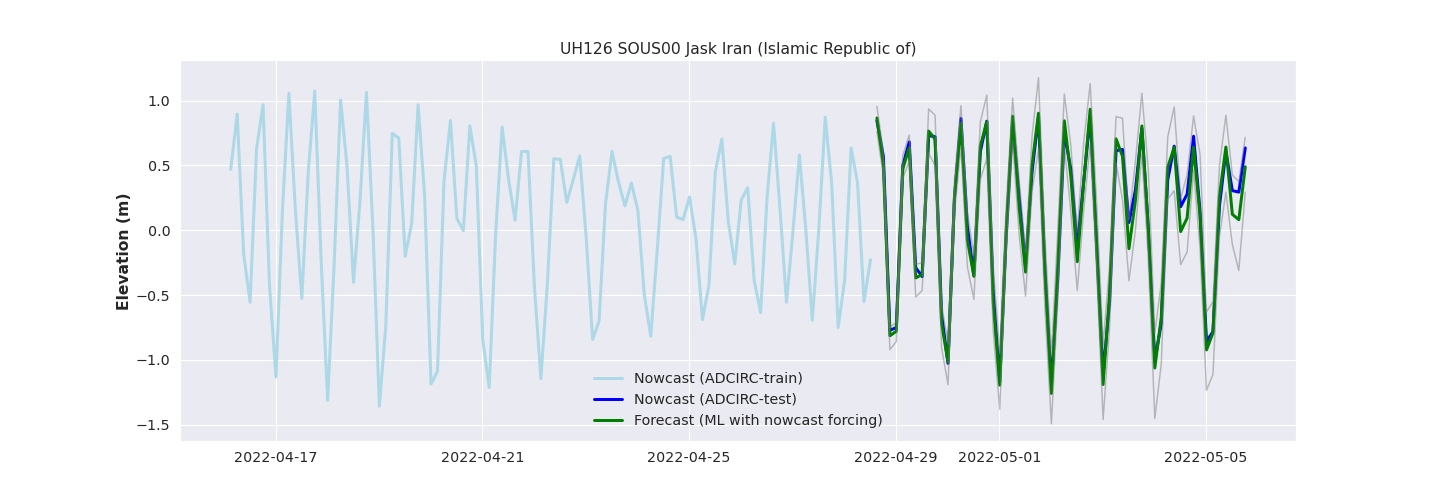 UH126 SOUS00 Jask Iran (Islamic Republic of)
1.0
0.5
0.0
−0.5
−1.0
−1.5
Elevation (m)
Nowcast (ADCIRC-train)
Nowcast (ADCIRC-test)
Forecast (ML with nowcast forcing)
2022-04-17 2022-04-21 2022-04-25 2022-04-29 2022-05-01 2022-05-05